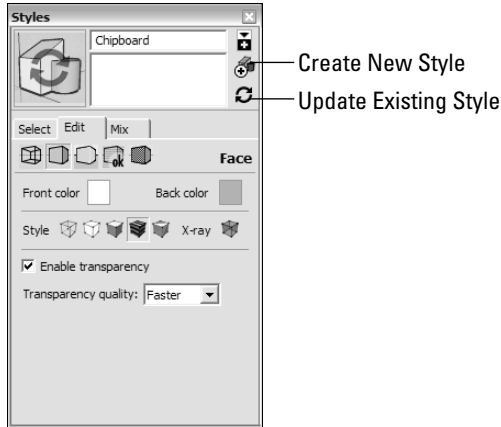 Styles
Chipboard
Create New Style
Update Existing Style
Select Edit Mix
ok
Face
Front color Back color
Style X-ray
Enable transparency
Transparency quality: Faster